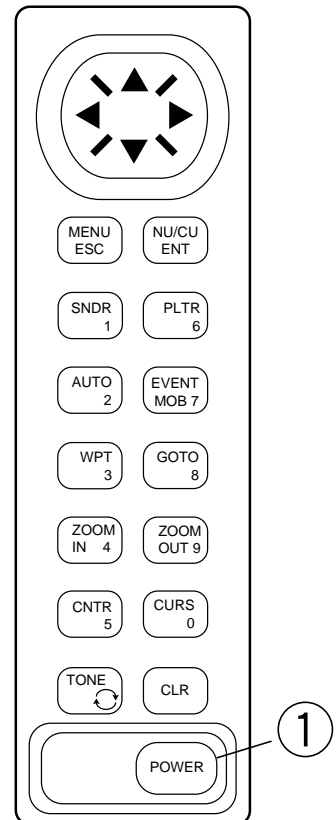 MENU
ESC
NU/CU
ENT
SNDR
1
PLTR
6
AUTO
2
EVENT
MOB 7
WPT
3
GOTO
8
ZOOM
IN 4
ZOOM
OUT 9
CNTR
5
CURS
0
TONE
CLR
POWER
1